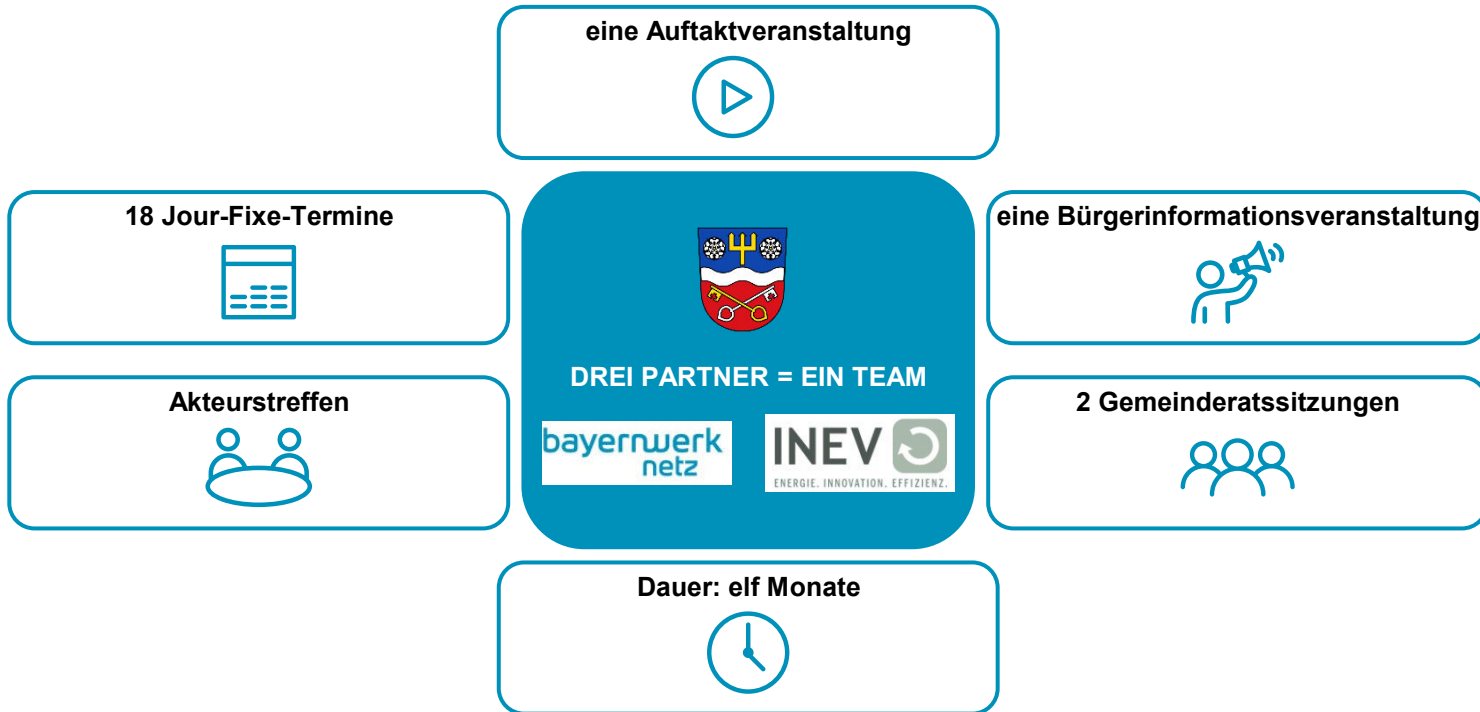 eine Auftaktveranstaltung
18 Jour-Fixe-Termine
eine Bürgerinformationsveranstaltung
DREI PARTNER = EIN TEAM
bayernwerk
netz
INEV
ENERGIE. INNOVATION. EFFIZIENZ.
Akteurstreffen
2 Gemeinderatssitzungen
Dauer: elf Monate